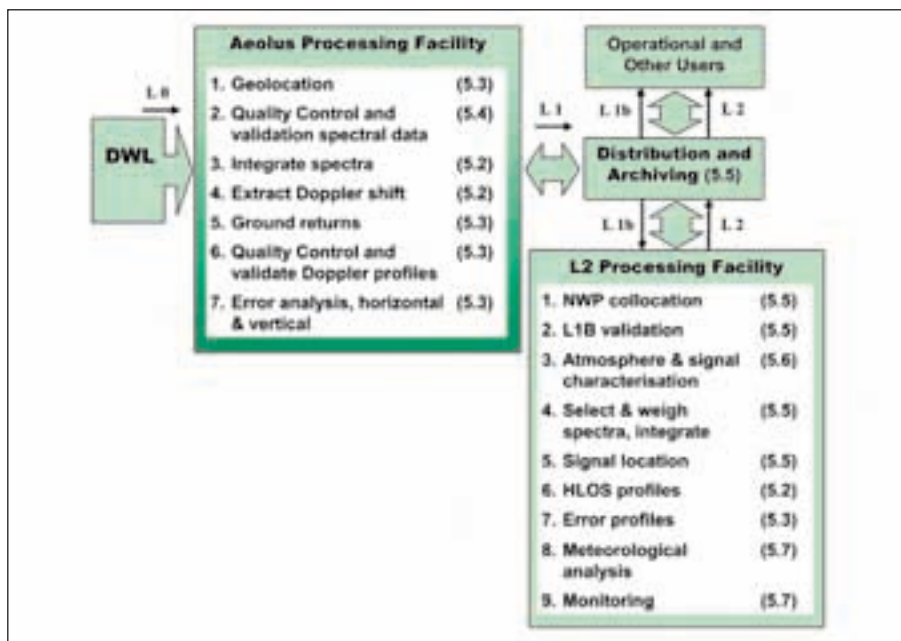 Aeolus Processing Facility
1. Geolocation (5.3)
2. Quality Control and (5.4)
validation spectral data
3. Integrate spectra (5.2)
4. Extract Doppler shift (5.2)
5. Ground returns (5.3)
6. Quality Control and (5.3)
validate Doppler profiles
7. Error analysis, horizontal (5.3)
& vertical
L 0
DWL
L 1
Operational and
Other Users
L 1b
L 2
Distribution and
Archiving (5.5)
L 1b
L 2
L2 Processing Facility
1. NWP collocation (5.5)
2. L1B validation (5.5)
3. Atmosphere & signal (5.6)
characterisation
4. Select & weigh (5.5)
spectra, integrate
5. Signal location (5.5)
6. HLOS profiles (5.2)
7. Error profiles (5.3)
8. Meteorological (5.7)
analysis
9. Monitoring (5.7)